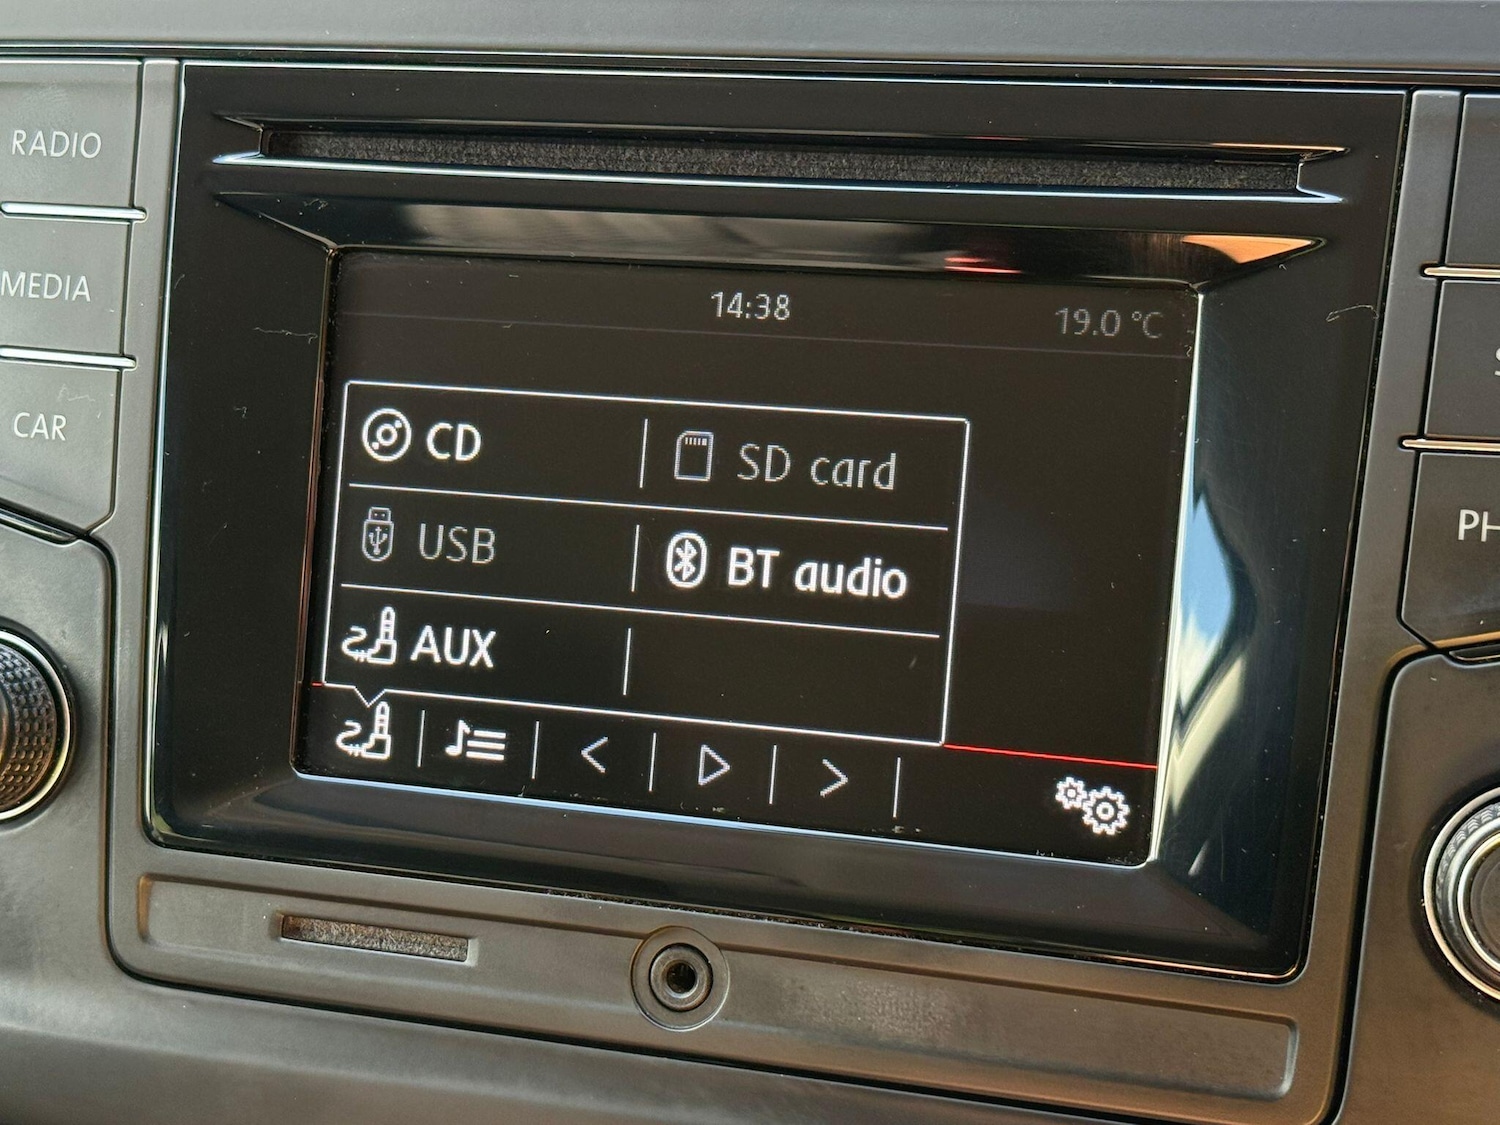 RADIO
MEDIA
CAR
14:38
19.0 °C
CD
SD card
USB
BT audio
AUX
PH